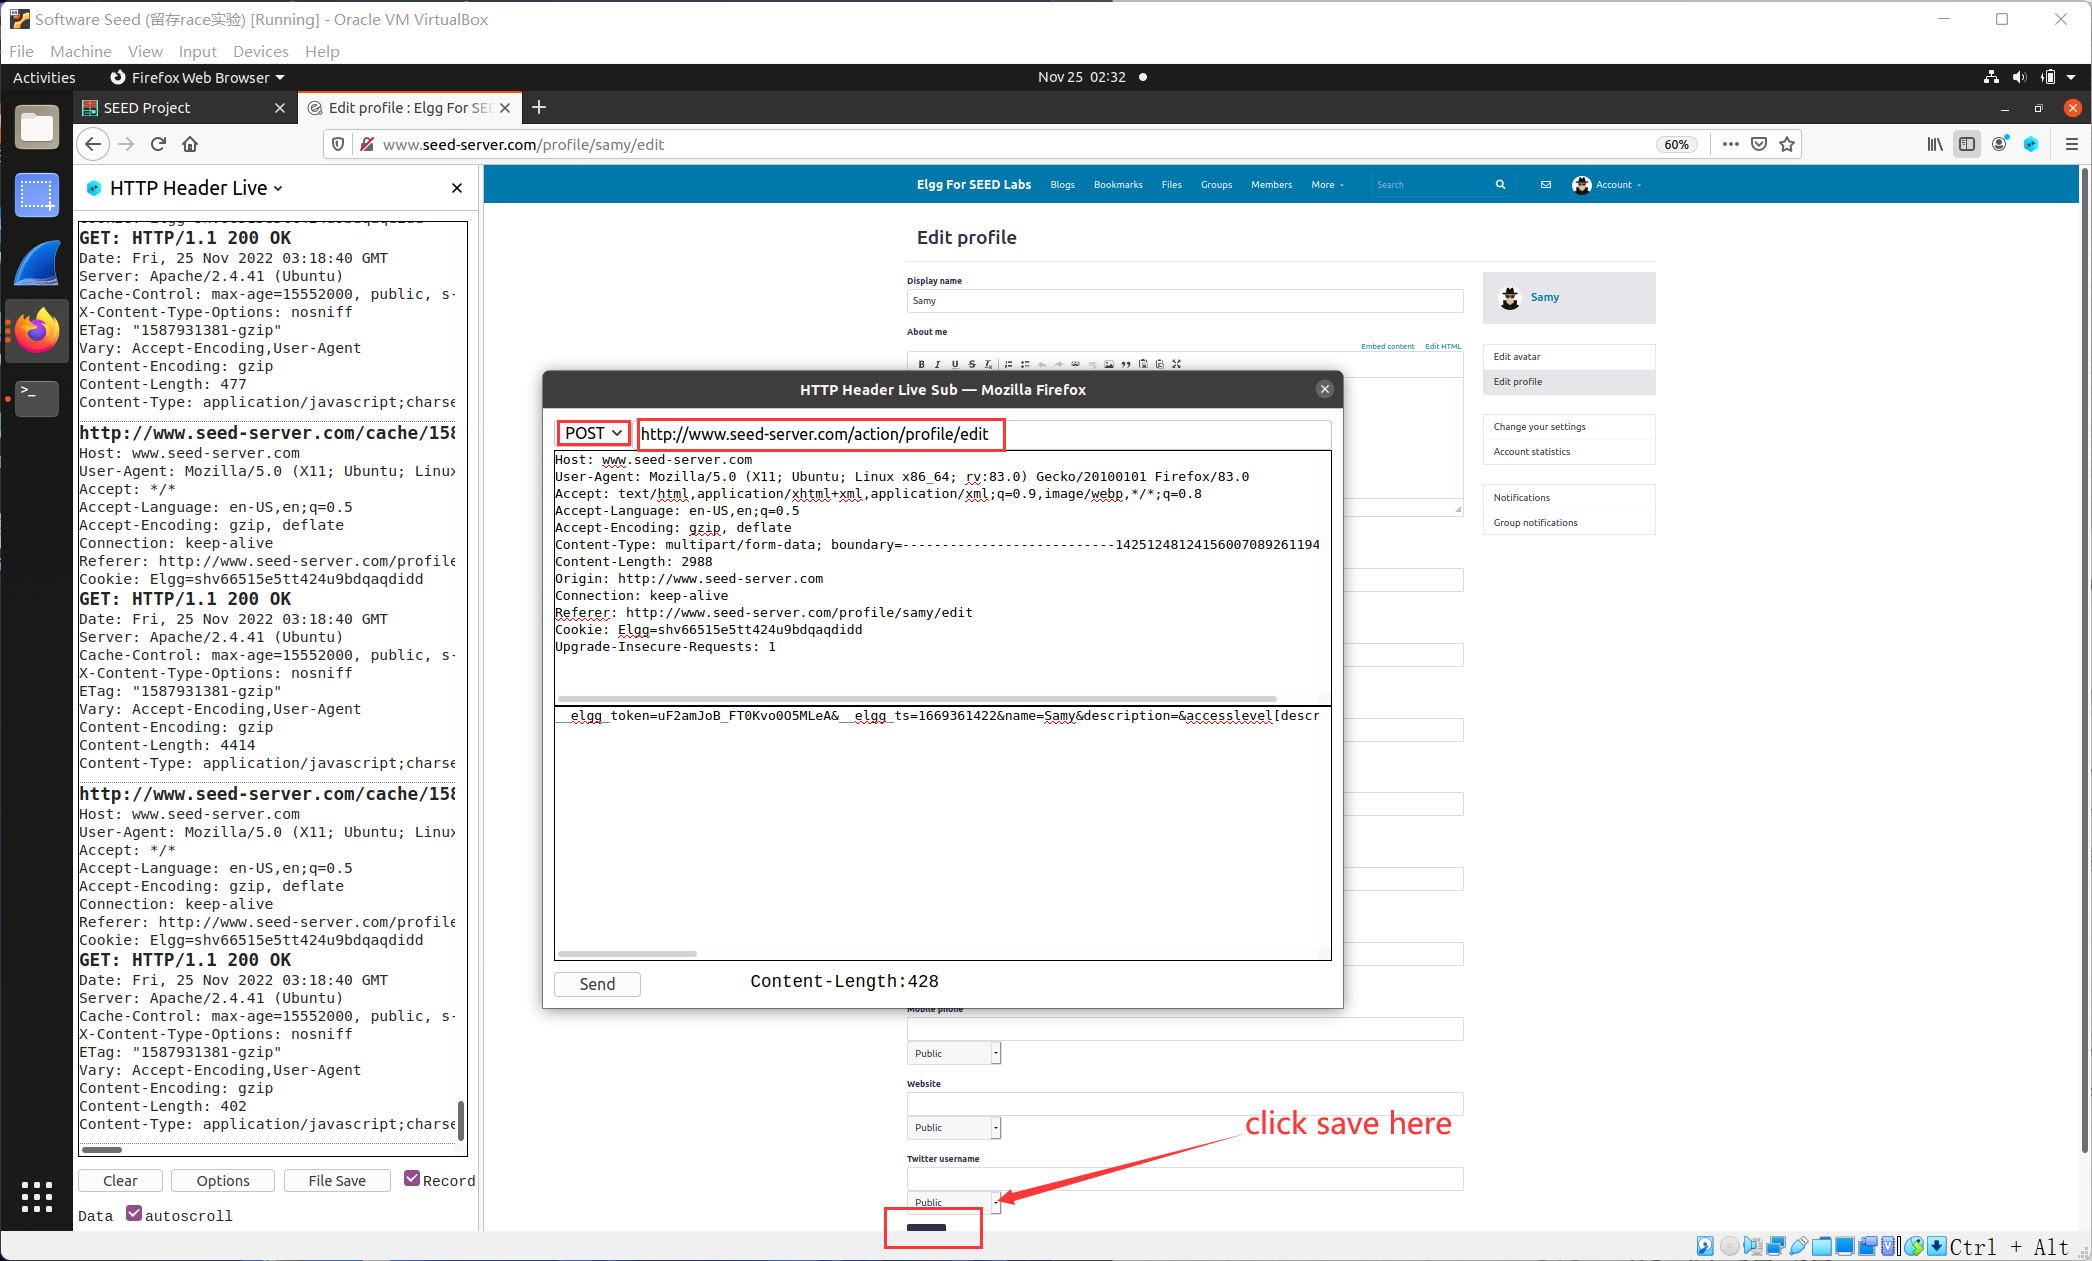 Software Seed (留存race实验) [Running] - Oracle VM VirtualBox
File Machine View Input Devices Help
Activities Firefox Web Browser Nov 25 02:32
SEED Project
Edit profile : Elgg For SEE
www.seed-server.com/profile/samy/edit 60%
HTTP Header Live
GET: HTTP/1.1 200 OK
Date: Fri, 25 Nov 2022 03:18:40 GMT
Server: Apache/2.4.41 (Ubuntu)
Cache-Control: max-age=15552000, public, s-
X-Content-Type-Options: nosniff
ETag: "1587931381-gzip"
Vary: Accept-Encoding,User-Agent
Content-Encoding: gzip
Content-Length: 477
Content-Type: application/javascript;charse
http://www.seed-server.com/cache/158
Host: www.seed-server.com
User-Agent: Mozilla/5.0 (X11; Ubuntu; Linux
Accept: */*
Accept-Language: en-US,en;q=0.5
Accept-Encoding: gzip, deflate
Connection: keep-alive
Referer: http://www.seed-server.com/profile
Cookie: Elgg=shv66515e5tt424u9bdqaqdidd
GET: HTTP/1.1 200 OK
Date: Fri, 25 Nov 2022 03:18:40 GMT
Server: Apache/2.4.41 (Ubuntu)
Cache-Control: max-age=15552000, public, s-
X-Content-Type-Options: nosniff
ETag: "1587931381-gzip"
Vary: Accept-Encoding,User-Agent
Content-Encoding: gzip
Content-Length: 4414
Content-Type: application/javascript;charse
http://www.seed-server.com/cache/158
Host: www.seed-server.com
User-Agent: Mozilla/5.0 (X11; Ubuntu; Linux
Accept: */*
Accept-Language: en-US,en;q=0.5
Accept-Encoding: gzip, deflate
Connection: keep-alive
Referer: http://www.seed-server.com/profile
Cookie: Elgg=shv66515e5tt424u9bdqaqdidd
GET: HTTP/1.1 200 OK
Date: Fri, 25 Nov 2022 03:18:40 GMT
Server: Apache/2.4.41 (Ubuntu)
Cache-Control: max-age=15552000, public, s-
X-Content-Type-Options: nosniff
ETag: "1587931381-gzip"
Vary: Accept-Encoding,User-Agent
Content-Encoding: gzip
Content-Length: 402
Content-Type: application/javascript;charse
Clear Options File Save Record
Data autoscroll
Elgg For SEED Labs Blogs Bookmarks Files Groups Members More Search Account
Edit profile
Display name
Samy
About me
Embed content Edit HTML
B I U S
Samy
Edit avatar
Edit profile
Change your settings
Account statistics
Notifications
Group notifications
HTTP Header Live Sub — Mozilla Firefox
POST http://www.seed-server.com/action/profile/edit
Host: www.seed-server.com
User-Agent: Mozilla/5.0 (X11; Ubuntu; Linux x86_64; rv:83.0) Gecko/20100101 Firefox/83.0
Accept: text/html,application/xhtml+xml,application/xml;q=0.9,image/webp,*/*;q=0.8
Accept-Language: en-US,en;q=0.5
Accept-Encoding: gzip, deflate
Content-Type: multipart/form-data; boundary=---------------------------14251248124156007089261194
Content-Length: 2988
Origin: http://www.seed-server.com
Connection: keep-alive
Referer: http://www.seed-server.com/profile/samy/edit
Cookie: Elgg=shv66515e5tt424u9bdqaqdidd
Upgrade-Insecure-Requests: 1
__elgg_token=uF2amJoB_FT0Kvo0O5MLeA&__elgg_ts=1669361422&name=Samy&description=&accesslevel[descr
Send Content-Length:428
Mobile phone
Public
Website
Public
click save here
Twitter username
Public
Ctrl + Alt